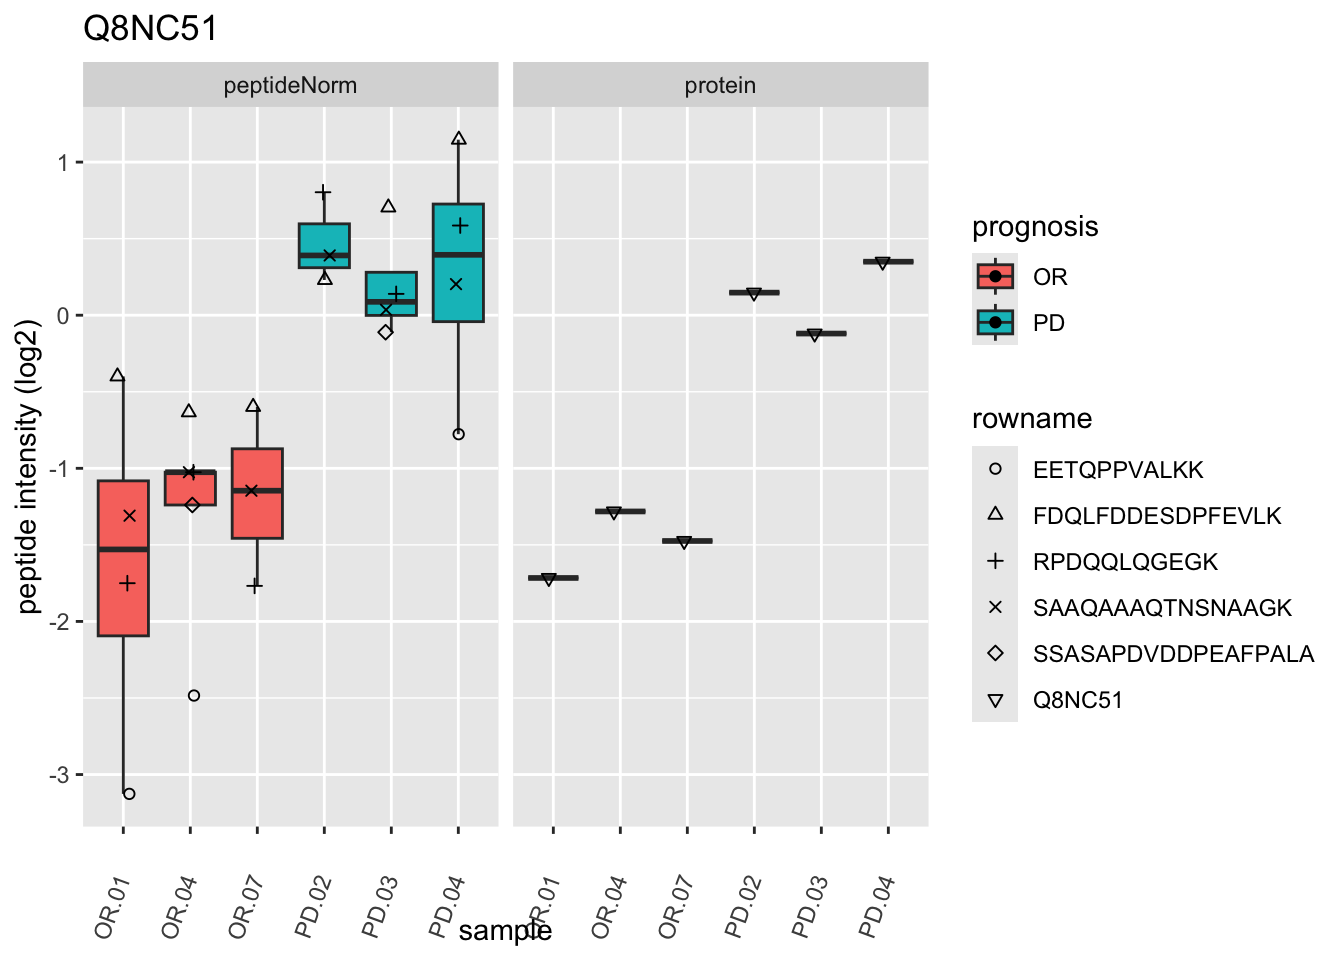 Q8NC51
peptideNorm
protein
peptide intensity (log2)
1
0
-1
-2
-3
OR.01
OR.04
OR.07
PD.02
PD.03
PD.04
OR.01
OR.04
OR.07
PD.02
PD.03
PD.04
sample
prognosis
OR
PD
rowname
EETQPPVALKK
FDQLFDDESDPFEVLK
RPDQQLQGEGK
SAAQAAAQTNSNAAGK
SSASAPDVDDPEAFPALA
Q8NC51